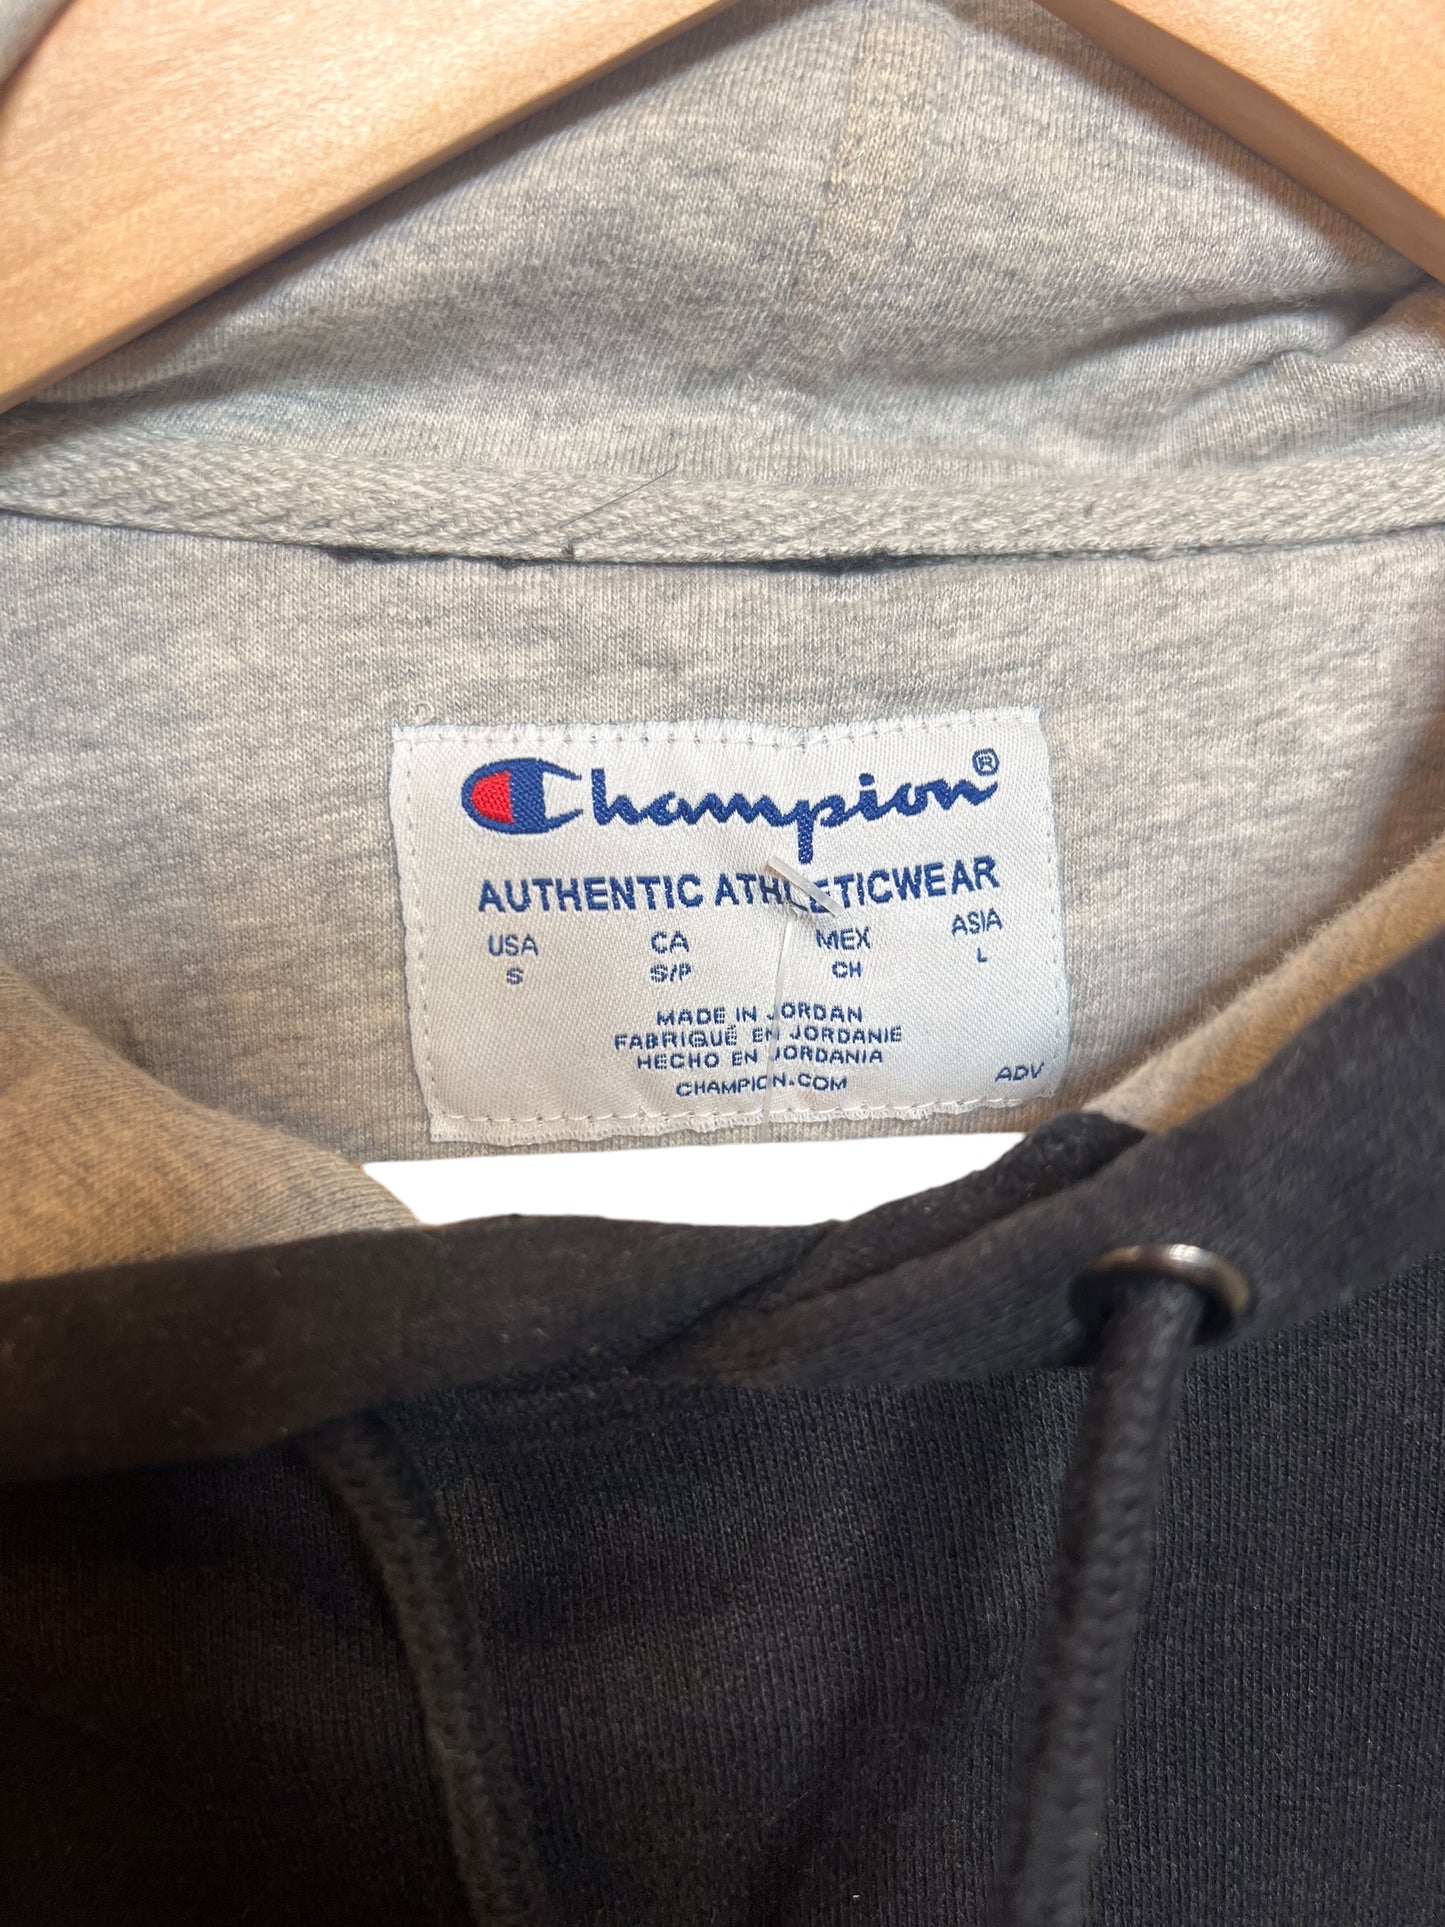 Champion®
AUTHENTIC ATHLETICWEAR
USA CA MEX ASIA
S S/P CH L
MADE IN JORDAN
FABRIQUÉ EN JORDANIE
HECHO EN JORDANIA
CHAMPION.COM
ADV